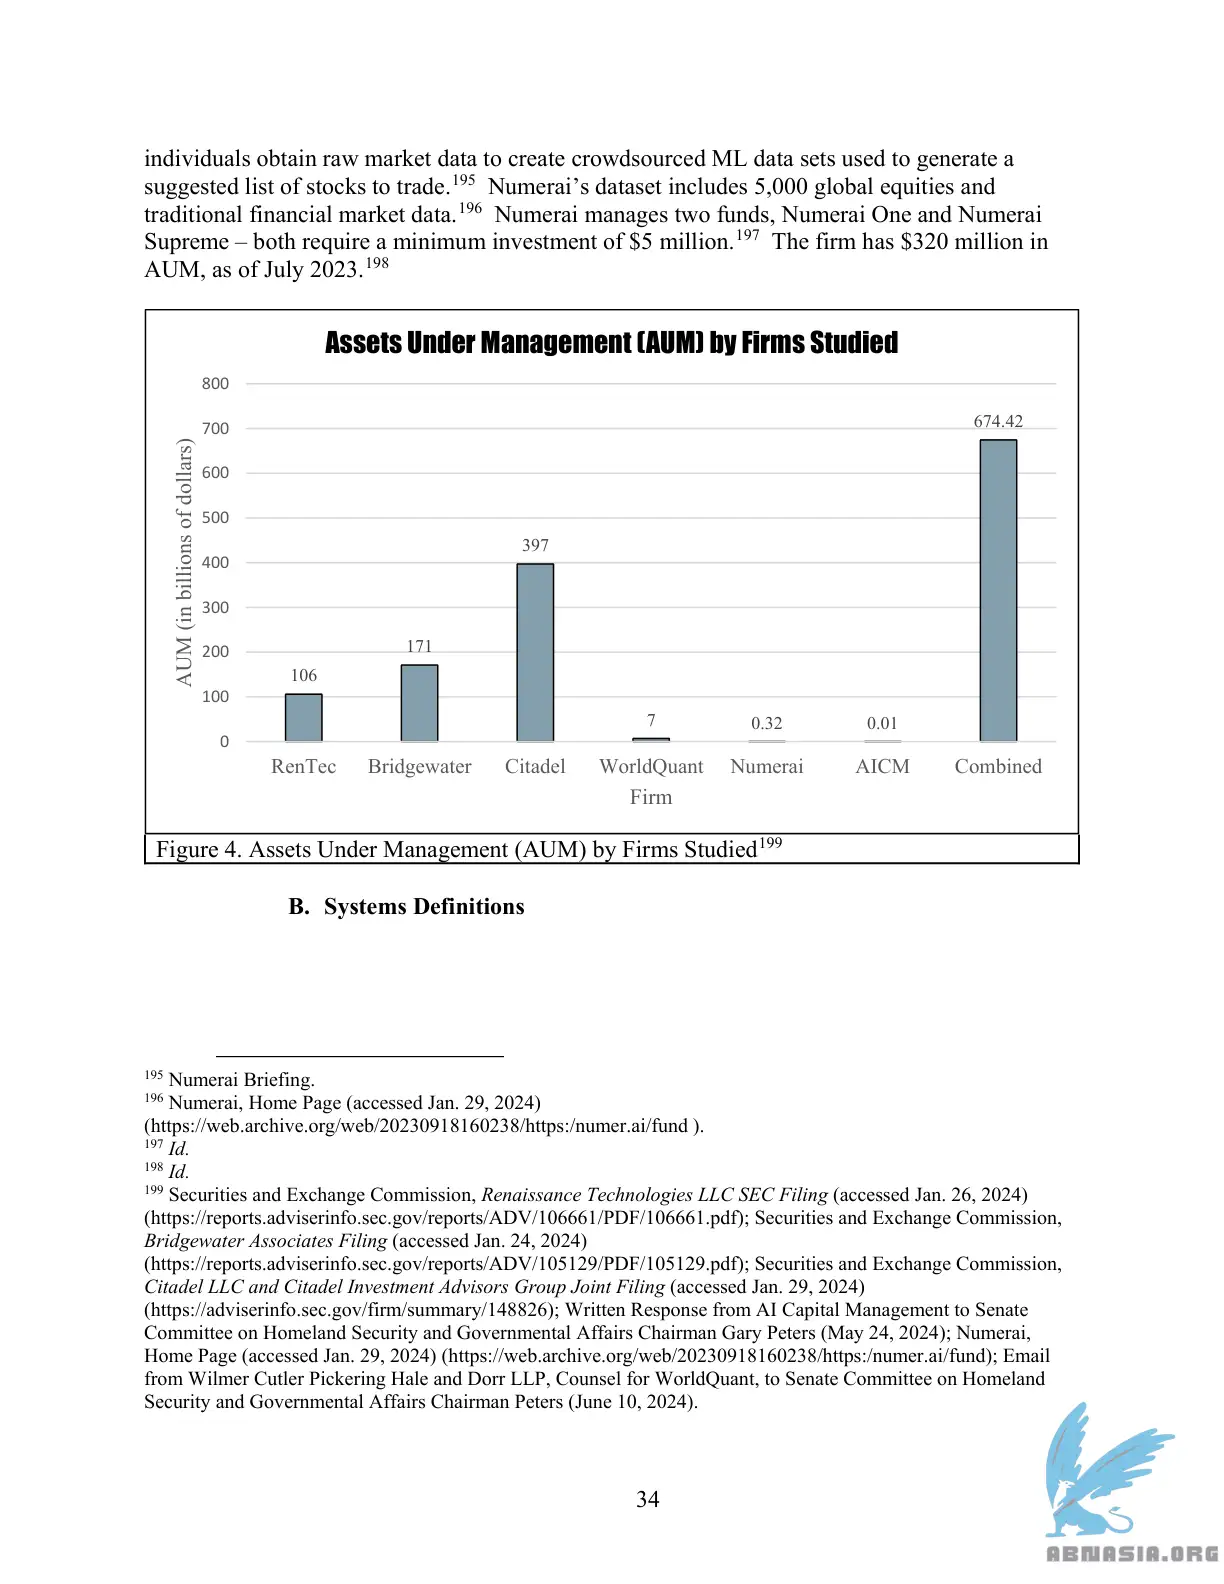 individuals obtain raw market data to create crowdsourced ML data sets used to generate a
suggested list of stocks to trade.195  Numerai’s dataset includes 5,000 global equities and
traditional financial market data.196  Numerai manages two funds, Numerai One and Numerai
Supreme – both require a minimum investment of $5 million.197  The firm has $320 million in
AUM, as of July 2023.198
Assets Under Management (AUM) by Firms Studied
AUM (in billions of dollars)
800
700
600
500
400
300
200
100
0
106
171
397
7
0.32
0.01
674.42
RenTec Bridgewater Citadel WorldQuant Numerai AICM Combined
Firm
Figure 4. Assets Under Management (AUM) by Firms Studied199
B. Systems Definitions
195 Numerai Briefing.
196 Numerai, Home Page (accessed Jan. 29, 2024)
(https://web.archive.org/web/20230918160238/https:/numer.ai/fund ).
197 Id.
198 Id.
199 Securities and Exchange Commission, Renaissance Technologies LLC SEC Filing (accessed Jan. 26, 2024)
(https://reports.adviserinfo.sec.gov/reports/ADV/106661/PDF/106661.pdf); Securities and Exchange Commission,
Bridgewater Associates Filing (accessed Jan. 24, 2024)
(https://reports.adviserinfo.sec.gov/reports/ADV/105129/PDF/105129.pdf); Securities and Exchange Commission,
Citadel LLC and Citadel Investment Advisors Group Joint Filing (accessed Jan. 29, 2024)
(https://adviserinfo.sec.gov/firm/summary/148826); Written Response from AI Capital Management to Senate
Committee on Homeland Security and Governmental Affairs Chairman Gary Peters (May 24, 2024); Numerai,
Home Page (accessed Jan. 29, 2024) (https://web.archive.org/web/20230918160238/https:/numer.ai/fund); Email
from Wilmer Cutler Pickering Hale and Dorr LLP, Counsel for WorldQuant, to Senate Committee on Homeland
Security and Governmental Affairs Chairman Peters (June 10, 2024).
34
ABNASIA.ORG